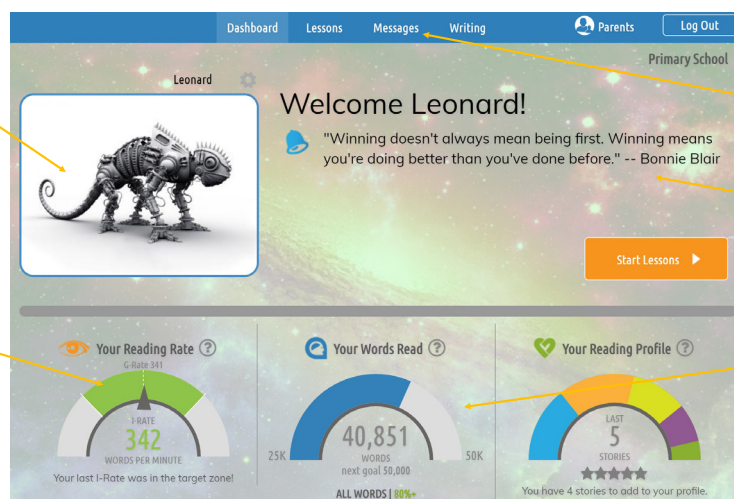 Dashboard Lessons Messages Writing Parents Log Out
Primary School
Leonard
Welcome Leonard!
"Winning doesn't always mean being first. Winning means
you're doing better than you've done before." -- Bonnie Blair
Start Lessons
Your Reading Rate ?
G-Rate 341
I-RATE
342
WORDS PER MINUTE
Your last I-Rate was in the target zone!
Your Words Read ?
40,851
WORDS
25K 50K
next goal 50,000
ALL WORDS | 80%+
Your Reading Profile ?
LAST
5
STORIES
You have 4 stories to add to your profile.